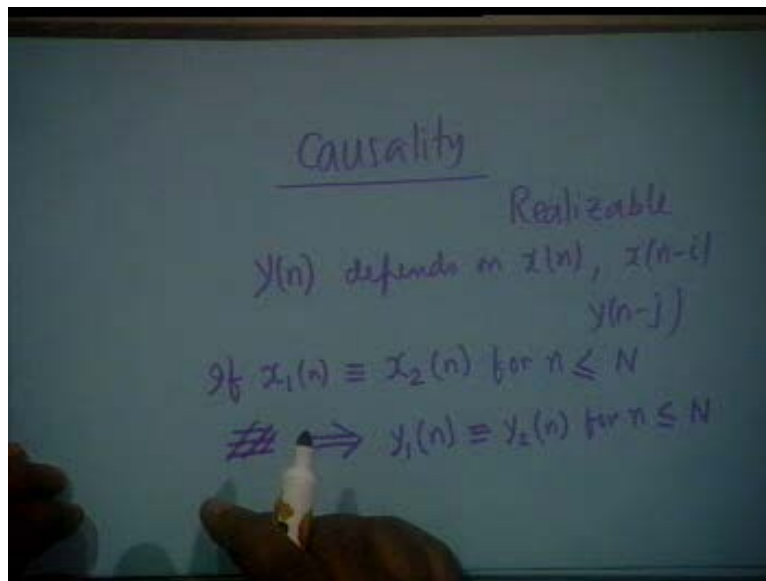 Causality
Realizable
y(n) depends on x(n), x(n-i)
y(n-j)
If x₁(n) ≡ x₂(n) for n ≤ N
⇒ y₁(n) ≡ y₂(n) for n ≤ N